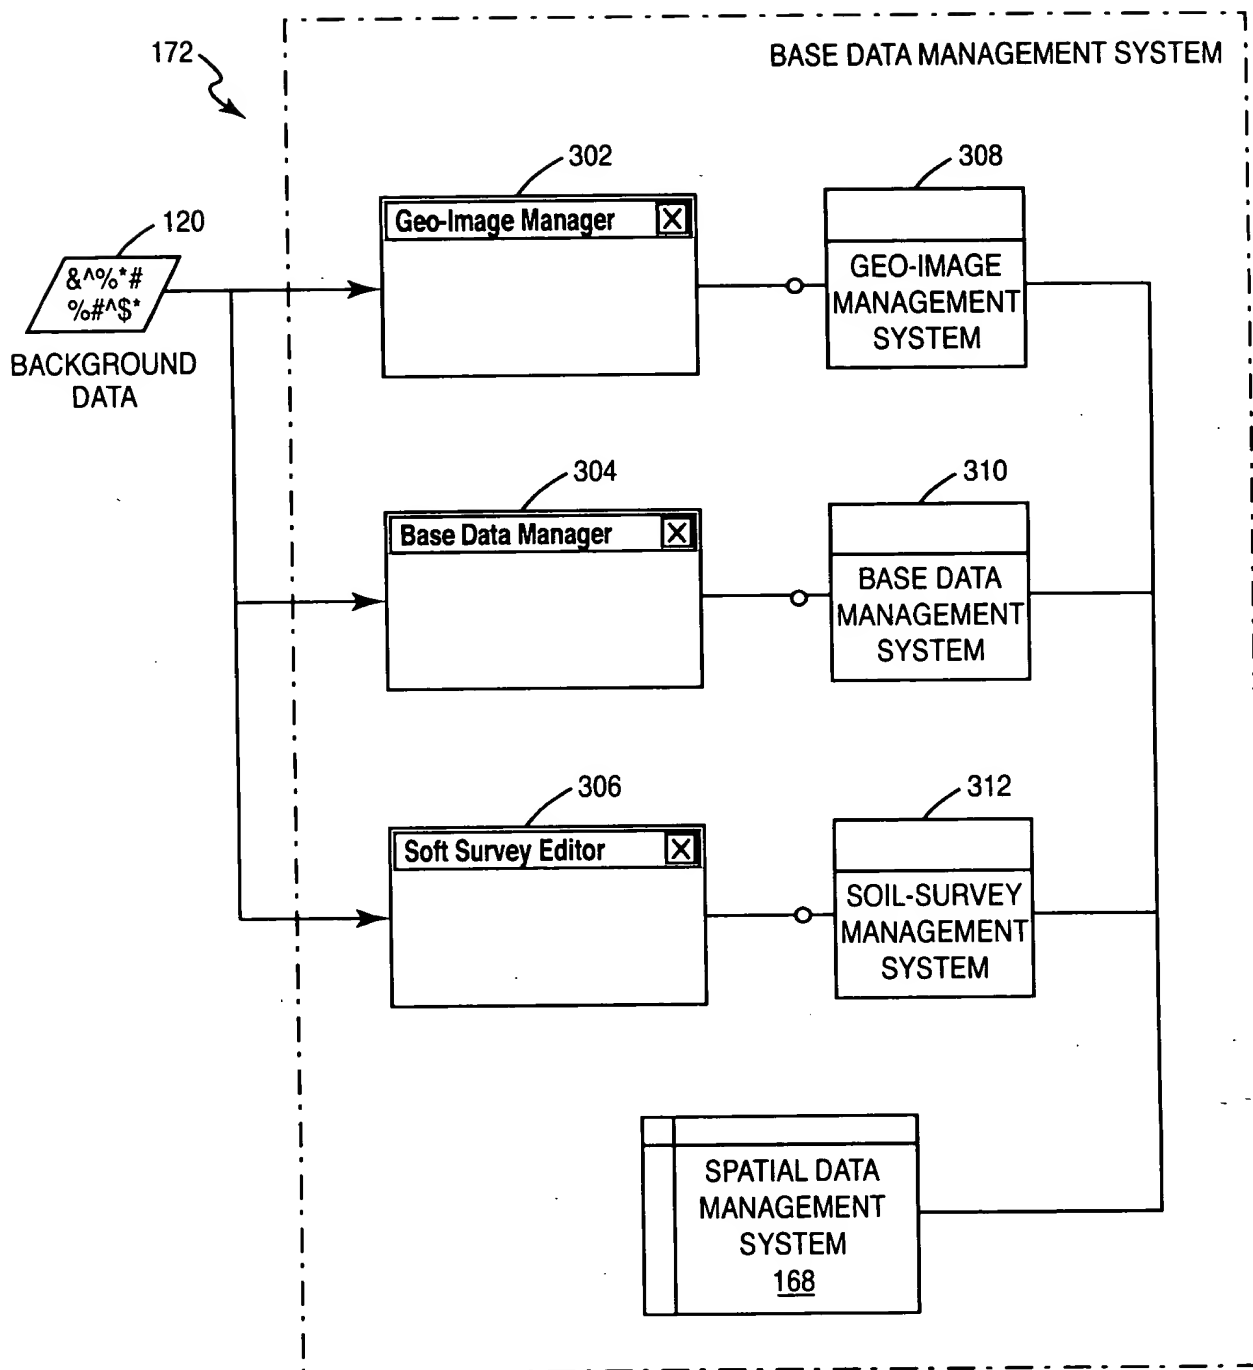 172
BASE DATA MANAGEMENT SYSTEM
302
308
Geo-Image Manager X
120
&^%*#
%#^$*
GEO-IMAGE
MANAGEMENT
SYSTEM
BACKGROUND
DATA
304
310
Base Data Manager X
BASE DATA
MANAGEMENT
SYSTEM
306
312
Soft Survey Editor X
SOIL-SURVEY
MANAGEMENT
SYSTEM
SPATIAL DATA
MANAGEMENT
SYSTEM
168